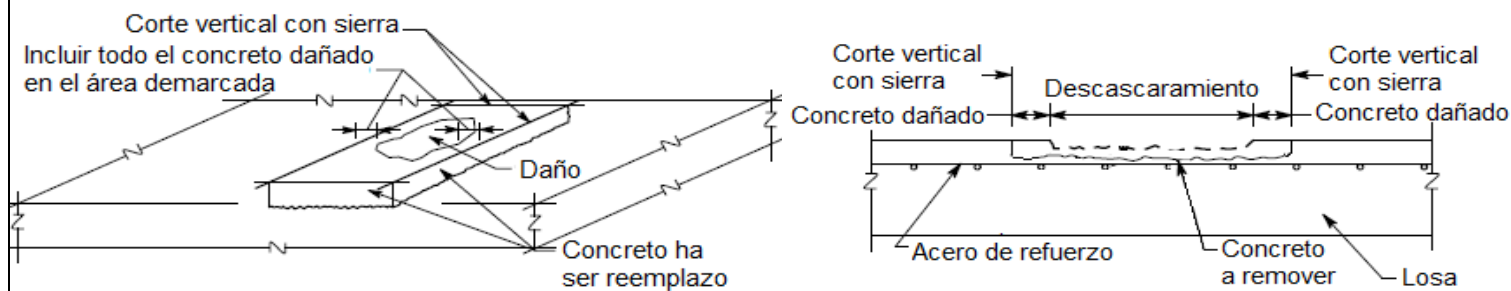 Corte vertical con sierra
Incluir todo el concreto dañado
en el área demarcada
Daño
Concreto ha
ser reemplazo
Corte vertical
con sierra
Descascaramiento
Corte vertical
con sierra
Concreto dañado
Concreto dañado
Acero de refuerzo
Concreto
a remover
Losa